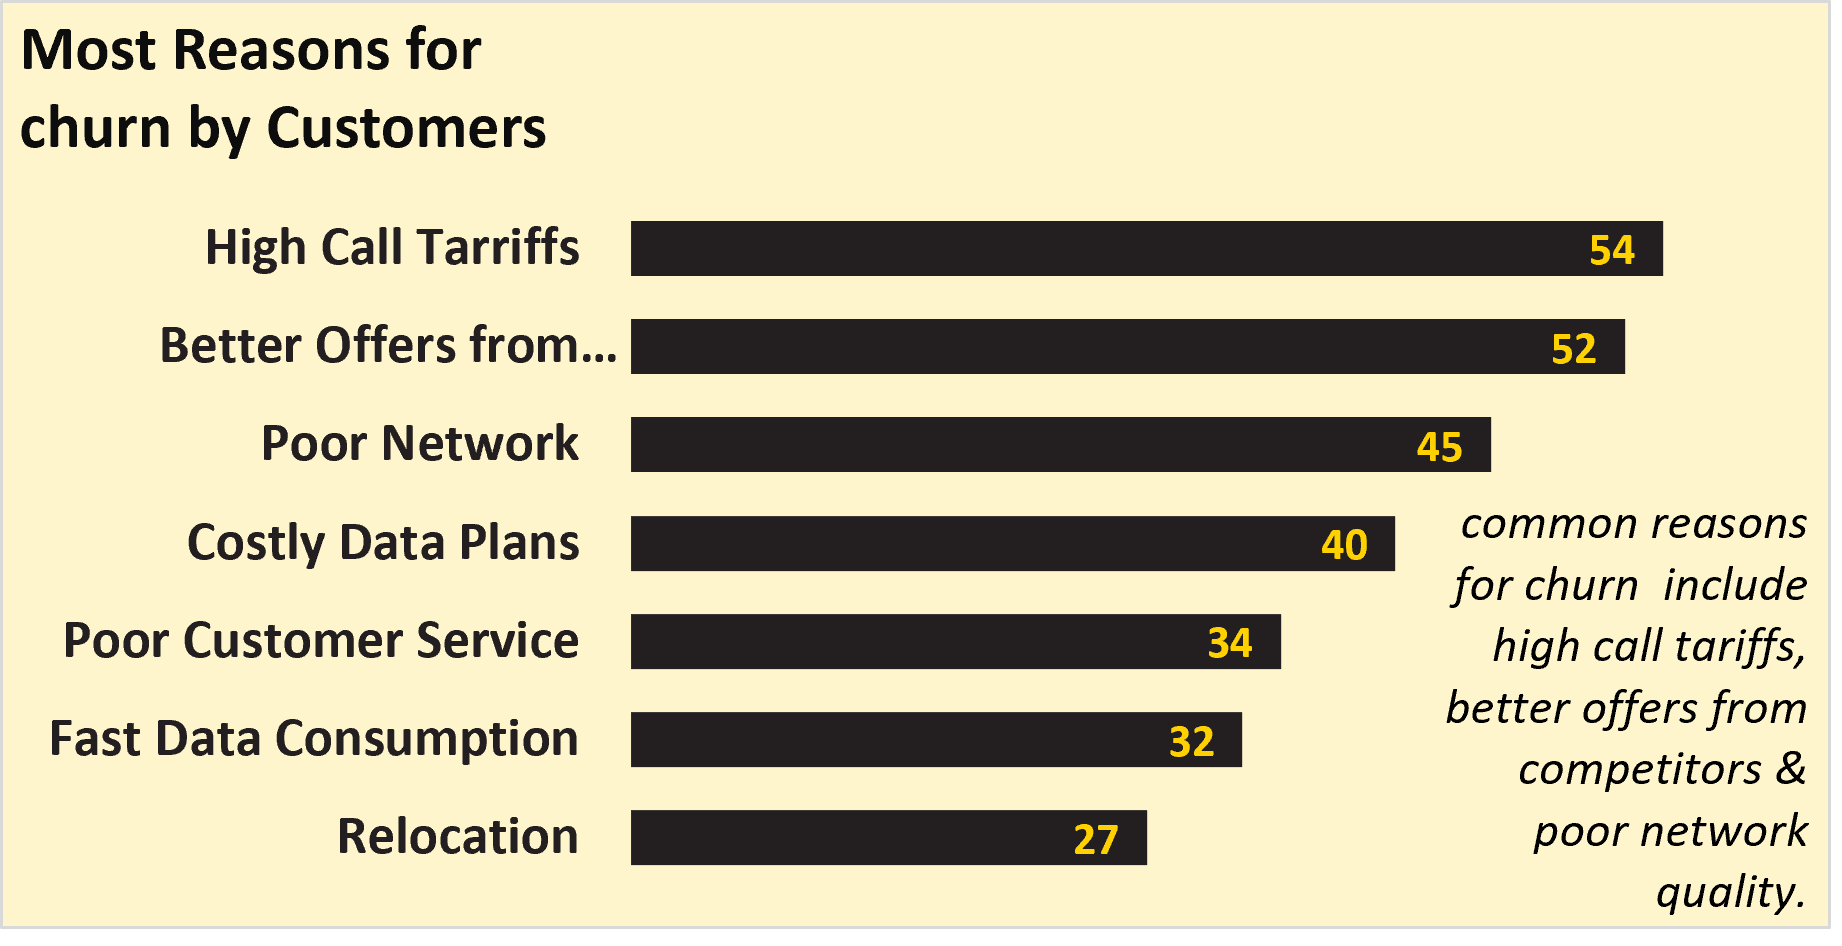 Most Reasons for
churn by Customers
High Call Tarriffs
54
Better Offers from...
52
Poor Network
45
Costly Data Plans
40
Poor Customer Service
34
Fast Data Consumption
32
Relocation
27
common reasons
for churn  include
high call tariffs,
better offers from
competitors &
poor network
quality.